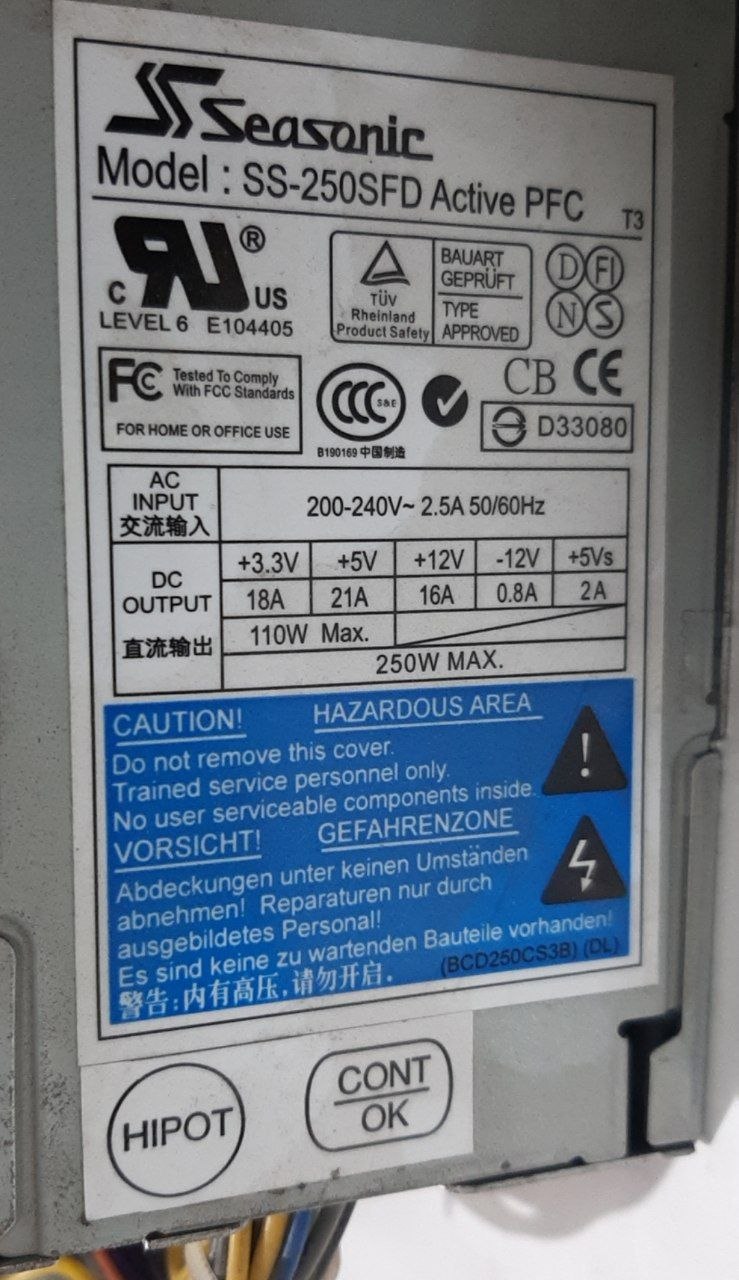 Seasonic
Model : SS-250SFD Active PFC T3
C UR ® US
LEVEL 6 E104405
TÜV
Rheinland
Product Safety
BAUART
GEPRÜFT
TYPE
APPROVED
D FI
N S
FC Tested To Comply
With FCC Standards
FOR HOME OR OFFICE USE
CCC S&E
B190169 中国制造
CB CE
D33080
AC
INPUT
交流输入
200-240V~ 2.5A 50/60Hz
DC
OUTPUT
直流输出
+3.3V +5V +12V -12V +5Vs
18A 21A 16A 0.8A 2A
110W Max.
250W MAX.
CAUTION! HAZARDOUS AREA
Do not remove this cover.
Trained service personnel only.
No user serviceable components inside.
VORSICHT! GEFAHRENZONE
Abdeckungen unter keinen Umständen
abnehmen! Reparaturen nur durch
ausgebildetes Personal!
Es sind keine zu wartenden Bauteile vorhanden!
警告:内有高压,请勿开启. (BCD250CS3B) (DL)
HIPOT
CONT
OK